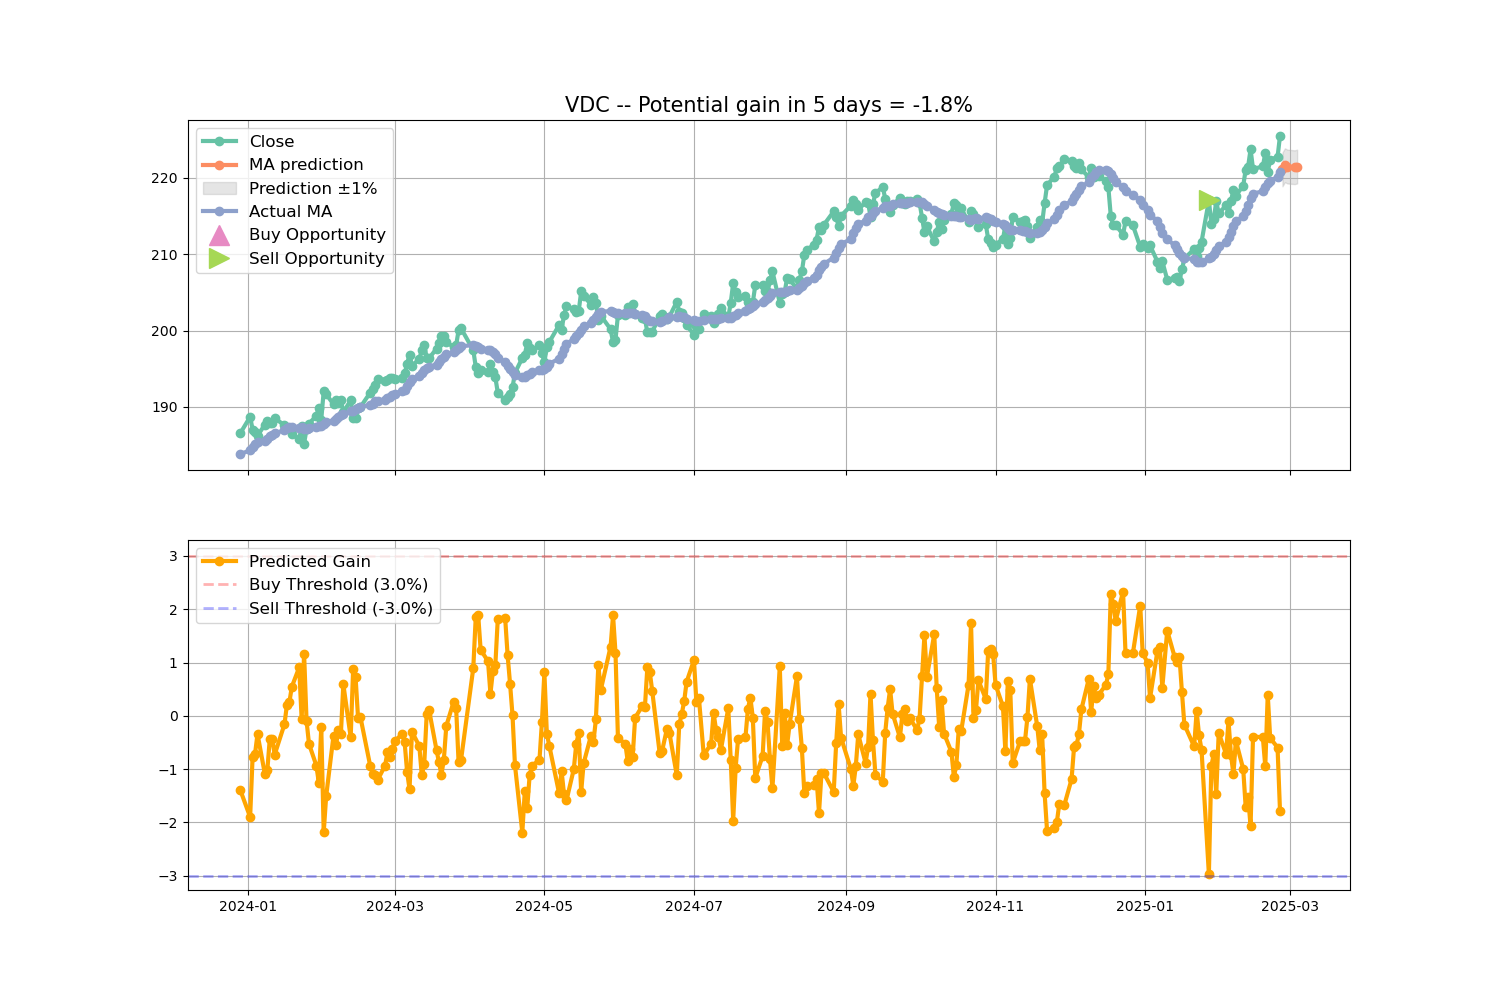 VDC -- Potential gain in 5 days = -1.8%
Close
MA prediction
Prediction ±1%
Actual MA
Buy Opportunity
Sell Opportunity
220
210
200
190
Predicted Gain
Buy Threshold (3.0%)
Sell Threshold (-3.0%)
3
2
1
0
−1
−2
−3
2024-01 2024-03 2024-05 2024-07 2024-09 2024-11 2025-01 2025-03